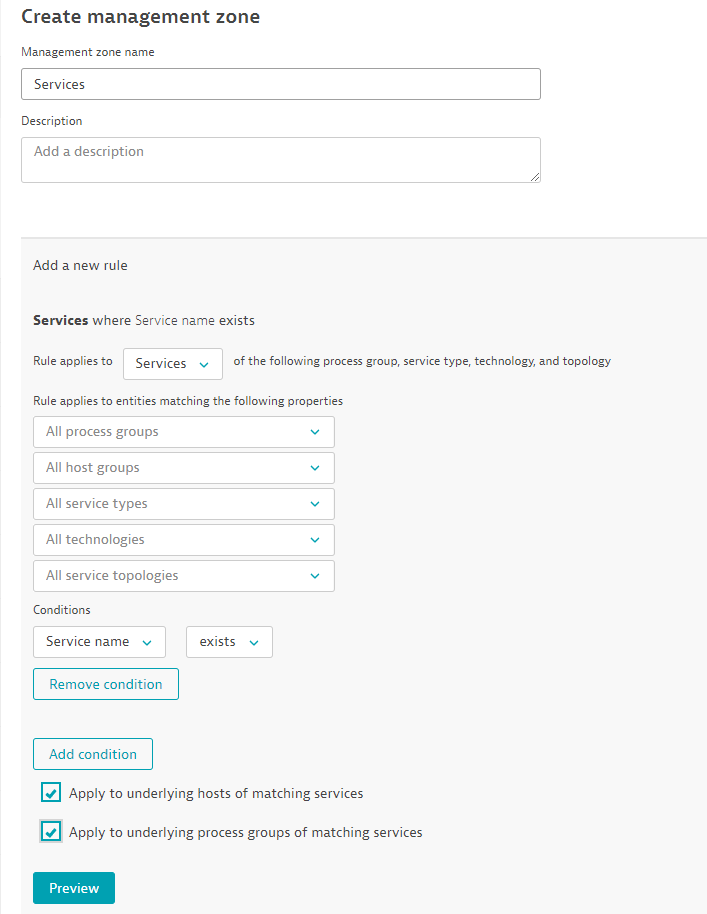 Create management zone
Management zone name
Services
Description
Add a description
Add a new rule
Services where Service name exists
Rule applies to Services of the following process group, service type, technology, and topology
Rule applies to entities matching the following properties
All process groups
All host groups
All service types
All technologies
All service topologies
Conditions
Service name exists
Remove condition
Add condition
Apply to underlying hosts of matching services
Apply to underlying process groups of matching services
Preview